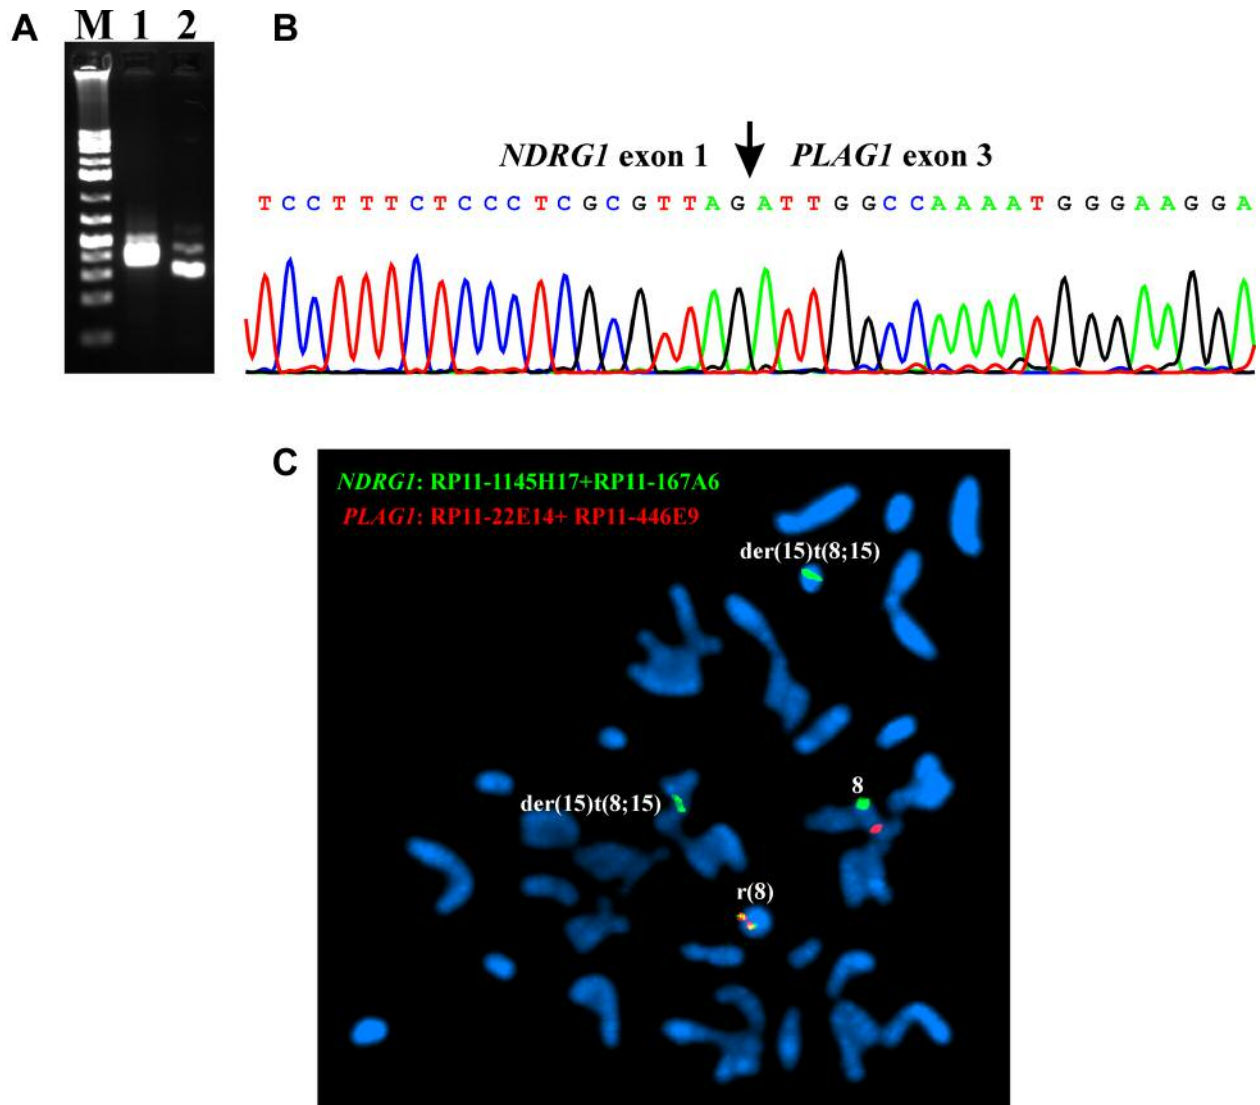 A
M 1 2
B
NDRG1 exon 1 PLAG1 exon 3
TCCTTTCTCCCTCGCGTTAGATTGGCCAAAATGGGAAGGA
C
NDRG1: RP11-1145H17+RP11-167A6
PLAG1: RP11-22E14+ RP11-446E9
der(15)t(8;15)
8
der(15)t(8;15)
r(8)